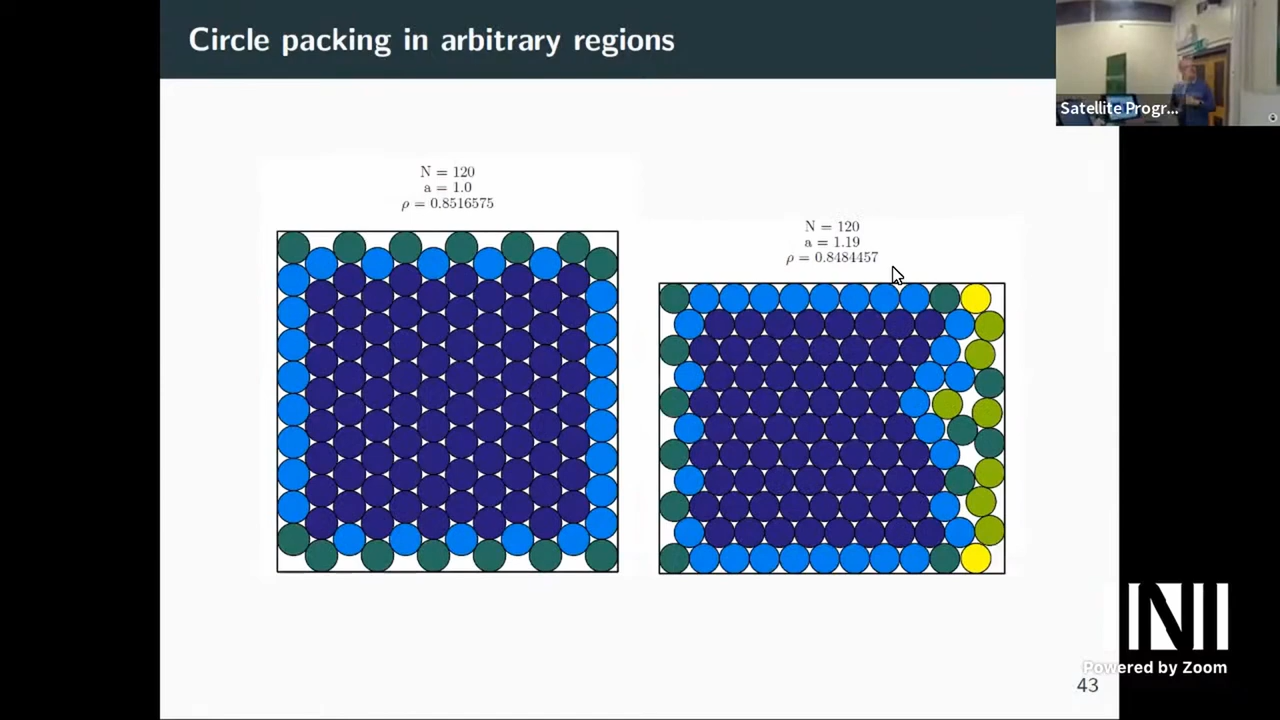 Circle packing in arbitrary regions
Satellite Progr...
N = 120
a = 1.0
ρ = 0.8516575
N = 120
a = 1.19
ρ = 0.8484457
Powered by Zoom
43